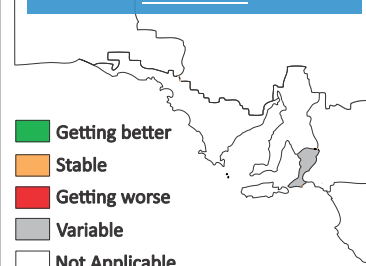 Getting better
Stable
Getting worse
Variable
Not Applicable